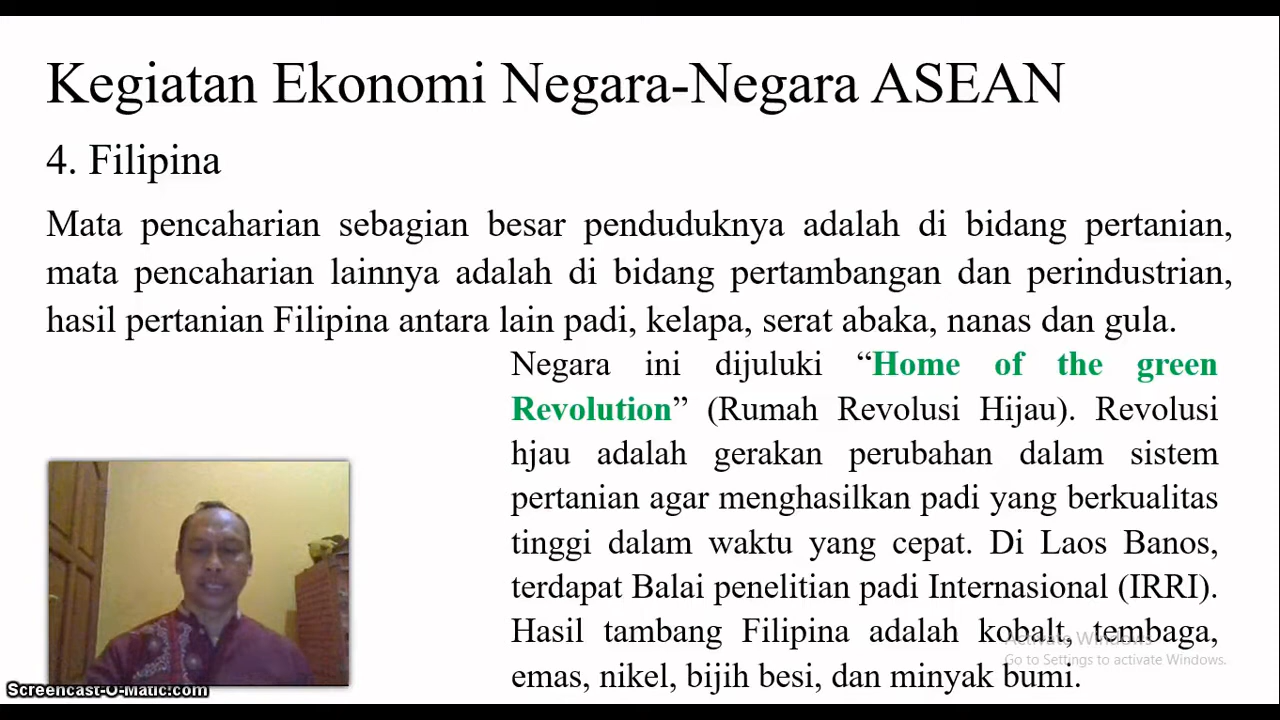 Kegiatan Ekonomi Negara-Negara ASEAN
4. Filipina
Mata pencaharian sebagian besar penduduknya adalah di bidang pertanian,
mata pencaharian lainnya adalah di bidang pertambangan dan perindustrian,
hasil pertanian Filipina antara lain padi, kelapa, serat abaka, nanas dan gula.
Negara ini dijuluki “Home of the green
Revolution” (Rumah Revolusi Hijau). Revolusi
hjau adalah gerakan perubahan dalam sistem
pertanian agar menghasilkan padi yang berkualitas
tinggi dalam waktu yang cepat. Di Laos Banos,
terdapat Balai penelitian padi Internasional (IRRI).
Hasil tambang Filipina adalah kobalt, tembaga,
emas, nikel, bijih besi, dan minyak bumi.
Activate Windows
Go to Settings to activate Windows.
Screencast-O-Matic.com